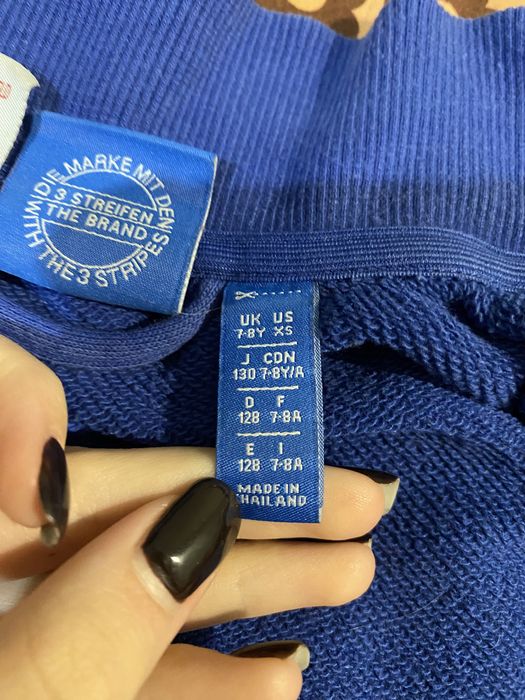 DIE MARKE MIT DEN
3 STREIFEN
THE BRAND
WITH THE 3 STRIPES
UK US
7-8Y XS
J CDN
130 7-8Y/A
D F
128 7-8A
E I
128 7-8A
MADE IN
THAILAND